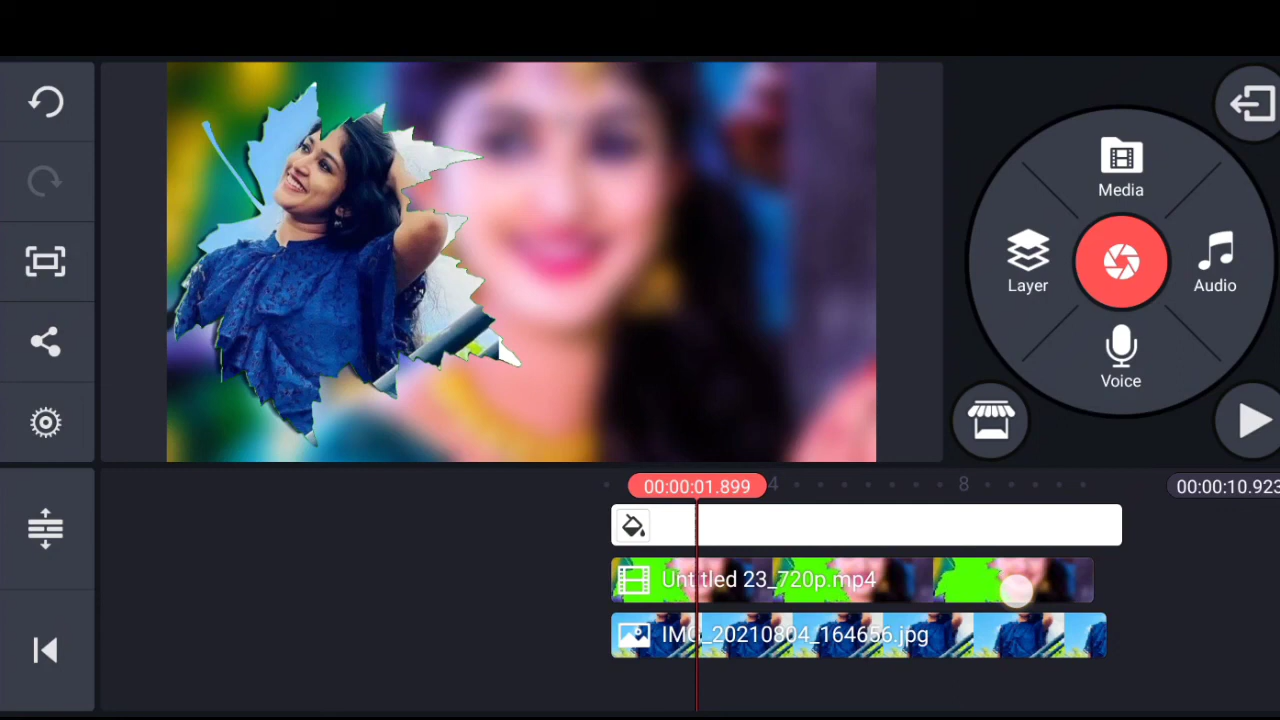 Media
Layer
Audio
Voice
00:00:01.899
4
8
00:00:10.923
Untitled 23_720p.mp4
IMG_20210804_164656.jpg